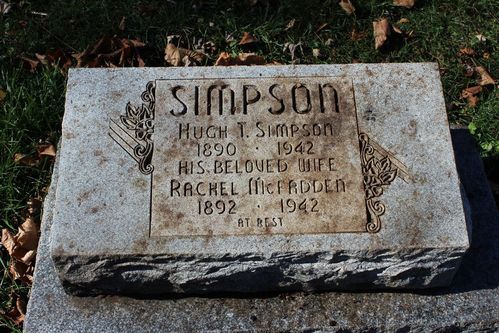 SIMPSON
HUGH T. SIMPSON
1890 · 1942
HIS BELOVED WIFE
RACHEL MCFADDEN
1892 · 1942
AT REST